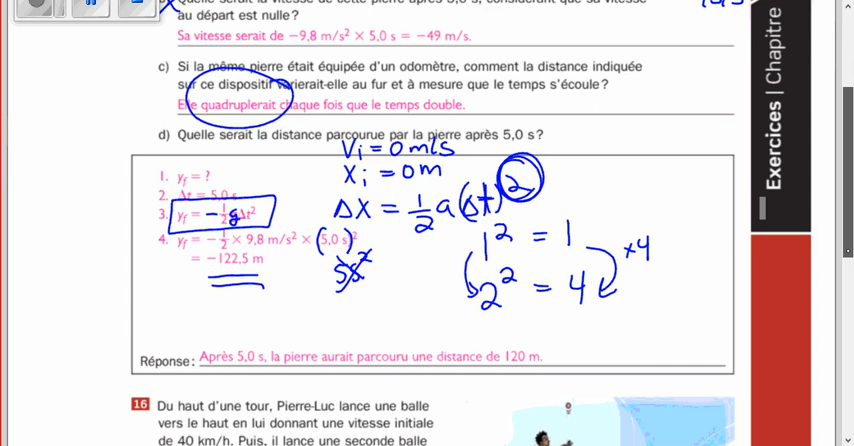 au départ est nulle ?
Sa vitesse serait de −9,8 m/s² × 5,0 s = −49 m/s.
c) Si la même pierre était équipée d'un odomètre, comment la distance indiquée
sur ce dispositif varierait-elle au fur et à mesure que le temps s'écoule ?
Elle quadruplerait chaque fois que le temps double.
d) Quelle serait la distance parcourue par la pierre après 5,0 s ?
Vi = 0 m/s
Xi = 0 m
1. yf = ?
2. Δt = 5,0 s
3. yf = −1/2 gΔt²
ΔX = 1/2 a(Δt)²
4. yf = −1/2 × 9,8 m/s² × (5,0 s)²
= −122,5 m
1² = 1
2² = 4
×4
Réponse : Après 5,0 s, la pierre aurait parcouru une distance de 120 m.
16 Du haut d'une tour, Pierre-Luc lance une balle
vers le haut en lui donnant une vitesse initiale
de 40 km/h. Puis, il lance une seconde balle
Exercices | Chapitre